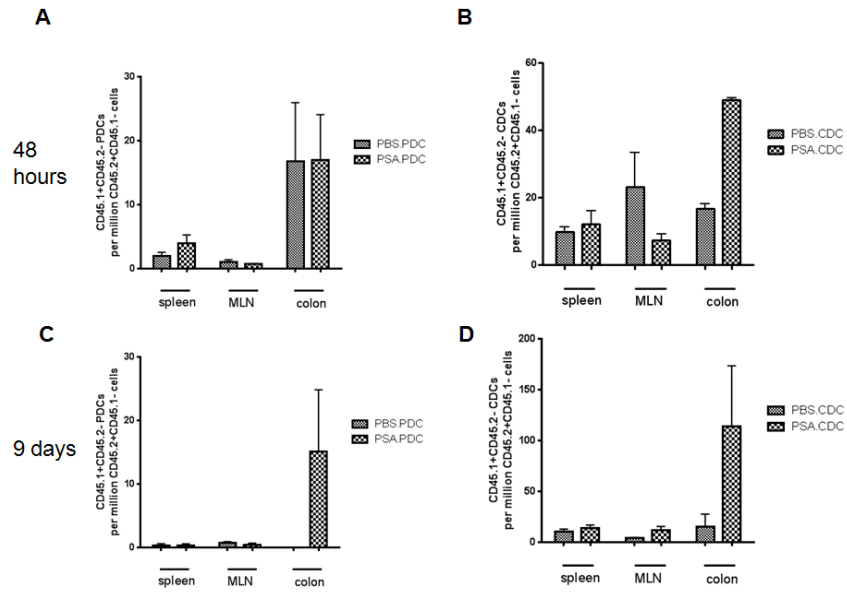 A
48
hours
CD45.1+CD45.2- PDCs
per million CD45.2+CD45.1- cells
30
20
10
0
spleen
MLN
colon
PBS.PDC
PSA.PDC
B
CD45.1+CD45.2- CDCs
per million CD45.2+CD45.1- cells
60
40
20
0
spleen
MLN
colon
PBS.CDC
PSA.CDC
C
9 days
CD45.1+CD45.2- PDCs
per million CD45.2+CD45.1- cells
30
20
10
0
spleen
MLN
colon
PBS.PDC
PSA.PDC
D
CD45.1+CD45.2- CDCs
per million CD45.2+CD45.1- cells
200
150
100
50
0
spleen
MLN
colon
PBS.CDC
PSA.CDC